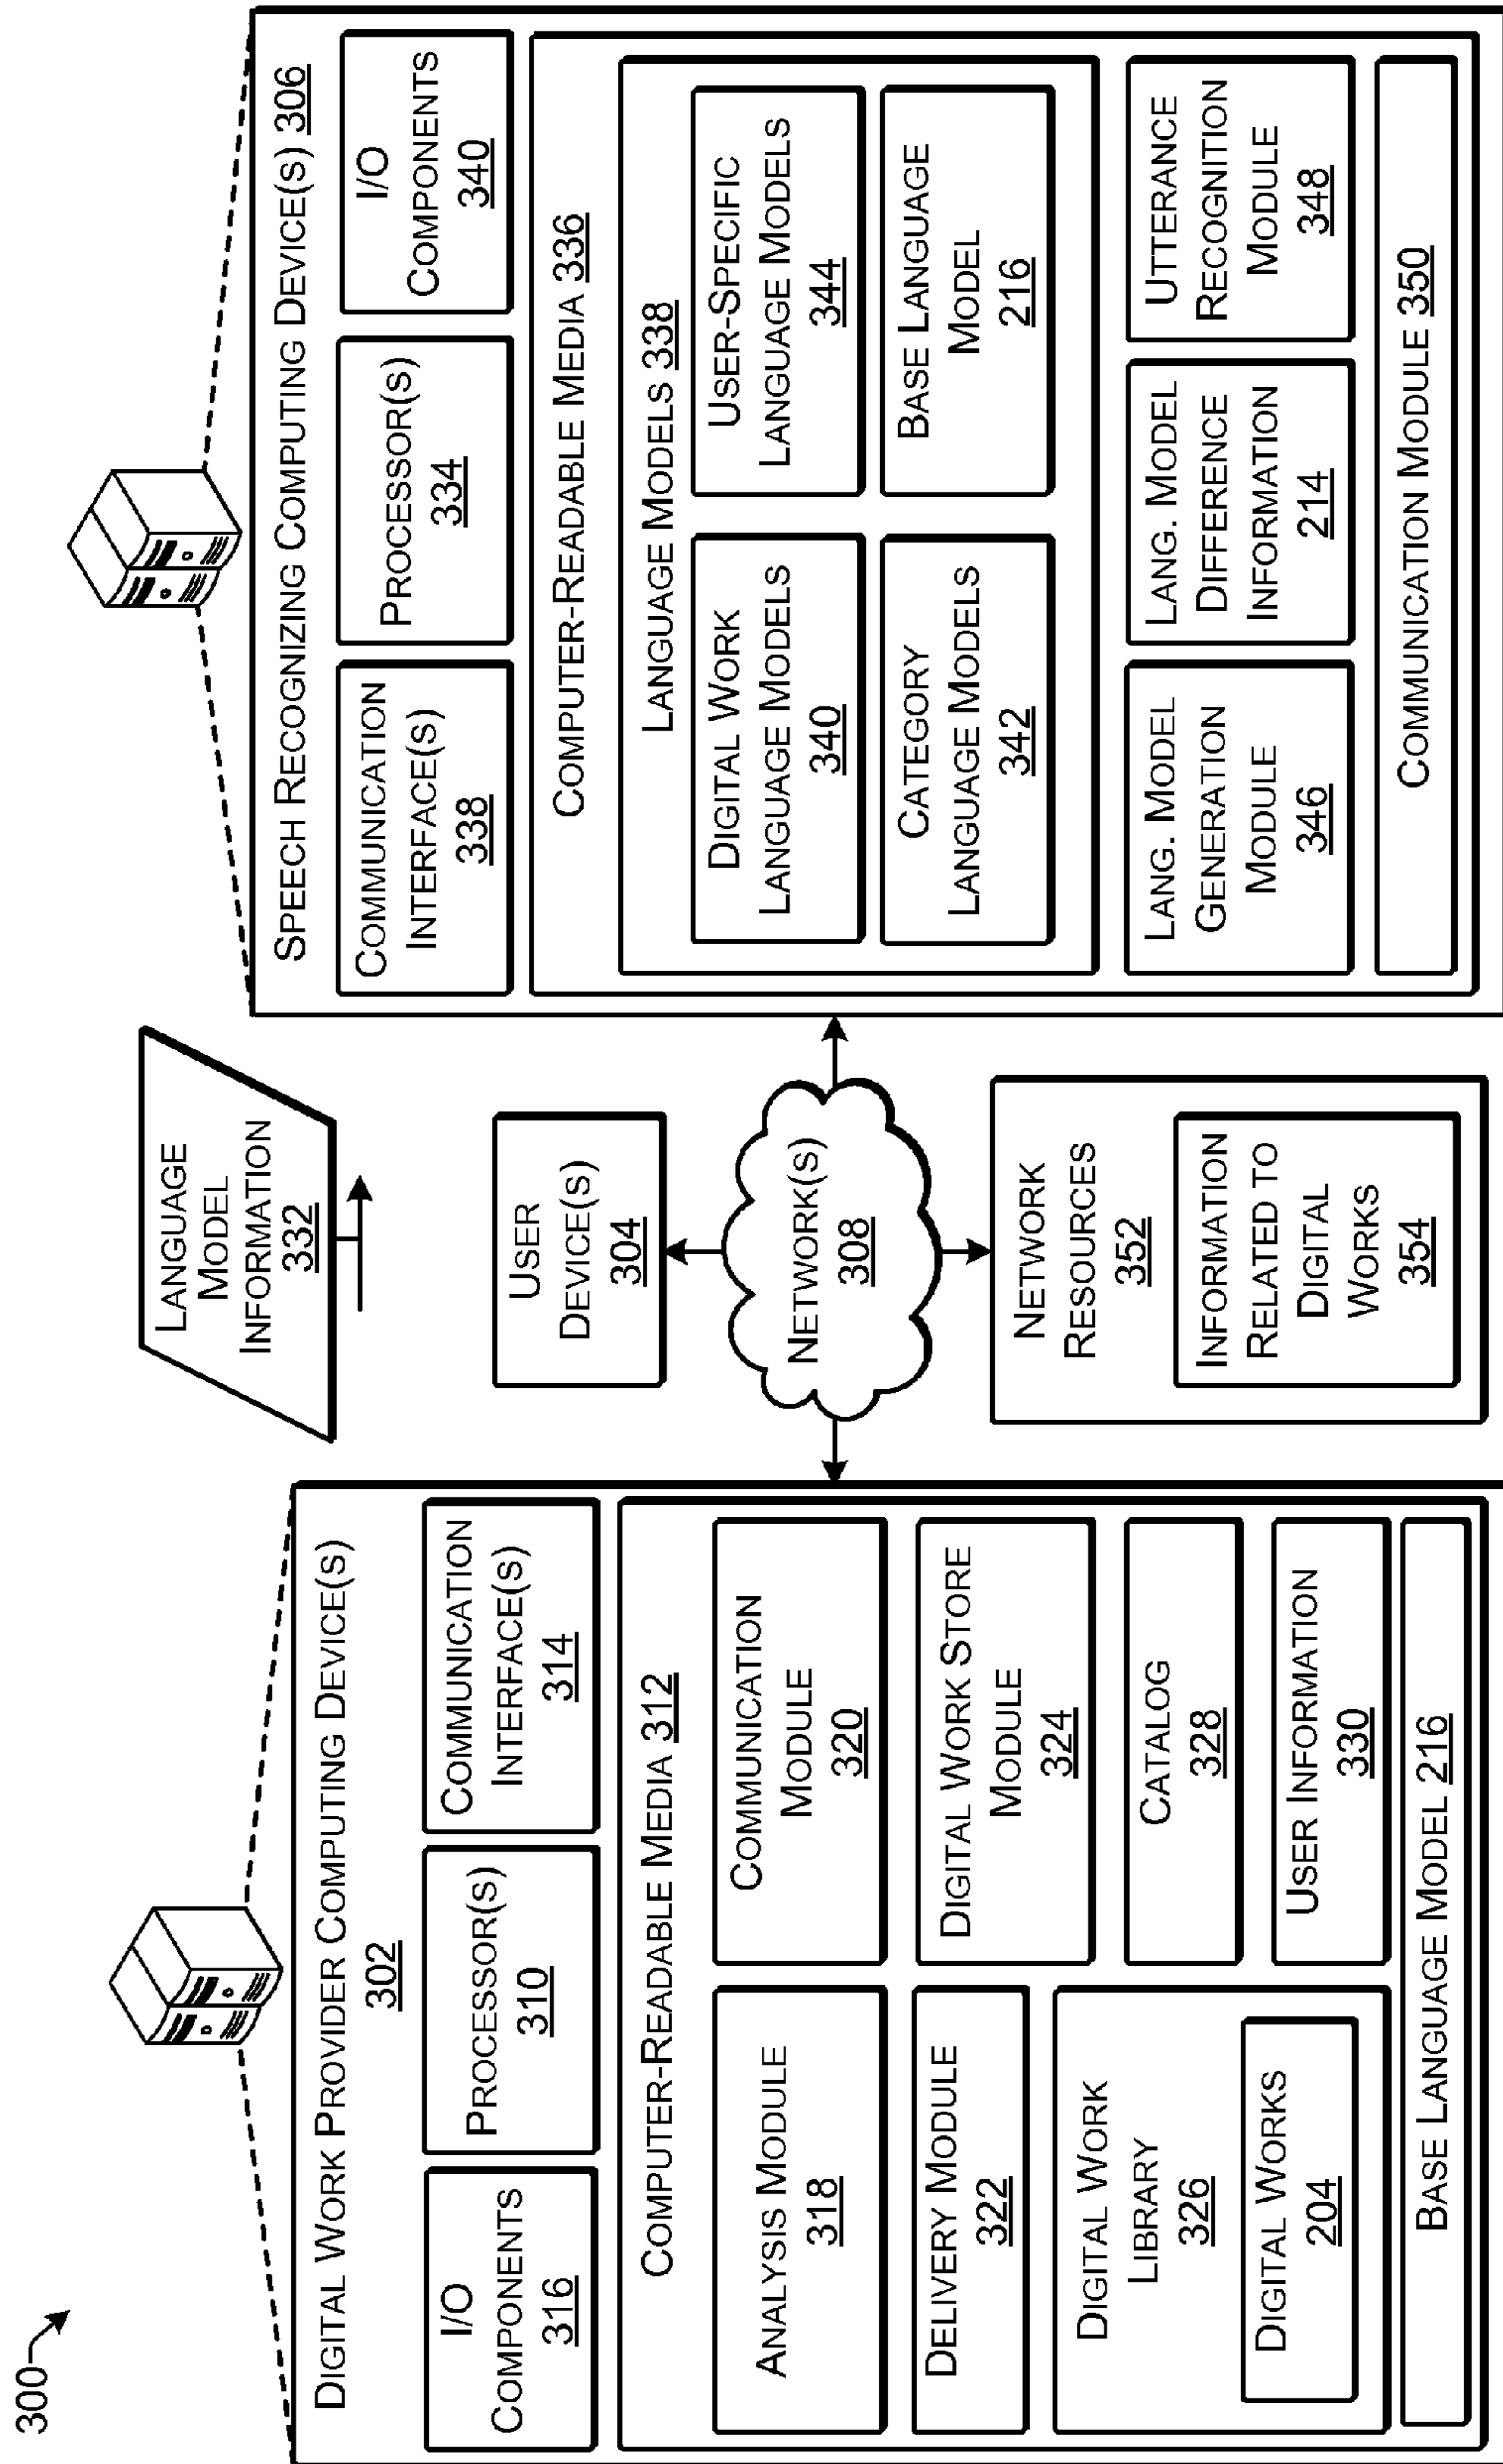 300
DIGITAL WORK PROVIDER COMPUTING DEVICE(S)
302
I/O
COMPONENTS
316
PROCESSOR(S)
310
COMMUNICATION
INTERFACE(S)
314
COMPUTER-READABLE MEDIA 312
ANALYSIS MODULE
318
COMMUNICATION
MODULE
320
DELIVERY MODULE
322
DIGITAL WORK STORE
MODULE
324
DIGITAL WORK
LIBRARY
326
DIGITAL WORKS
204
CATALOG
328
USER INFORMATION
330
BASE LANGUAGE MODEL 216
LANGUAGE
MODEL
INFORMATION
332
USER
DEVICE(S)
304
NETWORK(S)
308
NETWORK
RESOURCES
352
INFORMATION
RELATED TO
DIGITAL
WORKS
354
SPEECH RECOGNIZING COMPUTING DEVICE(S) 306
COMMUNICATION
INTERFACE(S)
338
PROCESSOR(S)
334
I/O
COMPONENTS
340
COMPUTER-READABLE MEDIA 336
LANGUAGE MODELS 338
DIGITAL WORK
LANGUAGE MODELS
340
USER-SPECIFIC
LANGUAGE MODELS
344
CATEGORY
LANGUAGE MODELS
342
BASE LANGUAGE
MODEL
216
LANG. MODEL
GENERATION
MODULE
346
LANG. MODEL
DIFFERENCE
INFORMATION
214
UTTERANCE
RECOGNITION
MODULE
348
COMMUNICATION MODULE 350